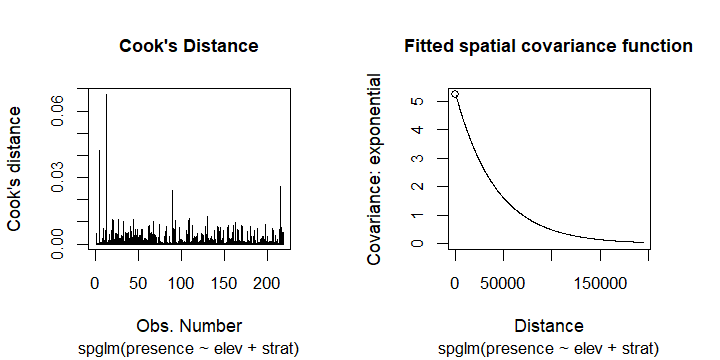 Cook's Distance
Cook's distance
0.00
0.03
0.06
0
50
100
150
200
Obs. Number
spglm(presence ~ elev + strat)
Fitted spatial covariance function
Covariance: exponential
0
1
2
3
4
5
0
50000
150000
Distance
spglm(presence ~ elev + strat)